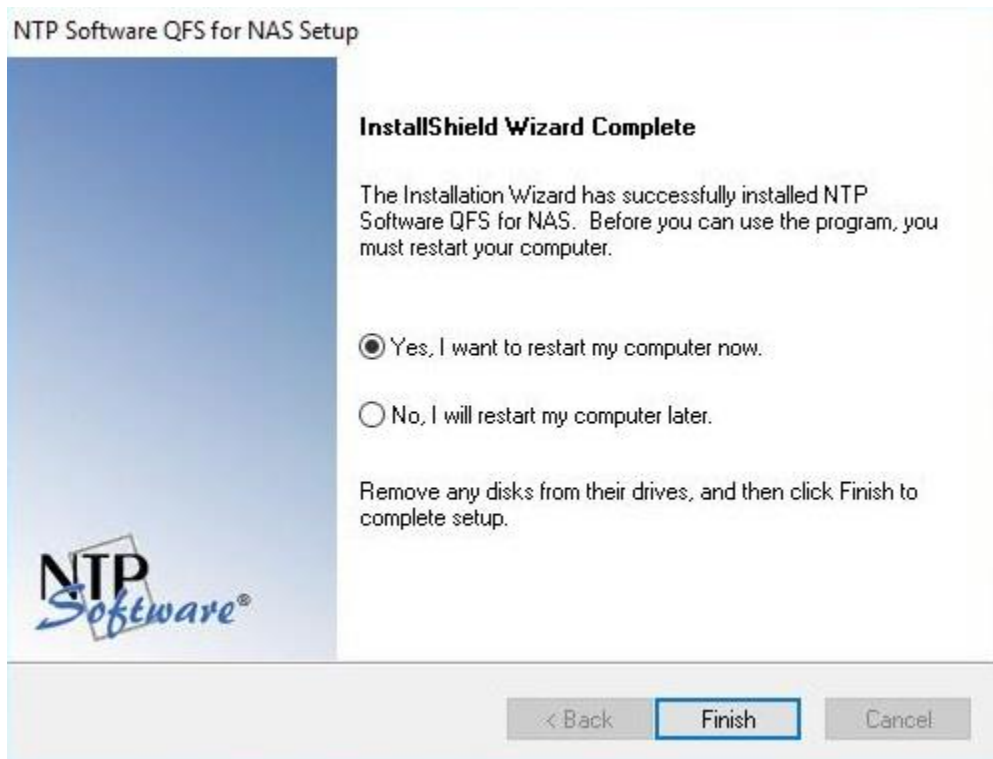 NTP Software QFS for NAS Setup
InstallShield Wizard Complete
The Installation Wizard has successfully installed NTP
Software QFS for NAS.  Before you can use the program, you
must restart your computer.
Yes, I want to restart my computer now.
No, I will restart my computer later.
Remove any disks from their drives, and then click Finish to
complete setup.
NTP
Software®
< Back
Finish
Cancel